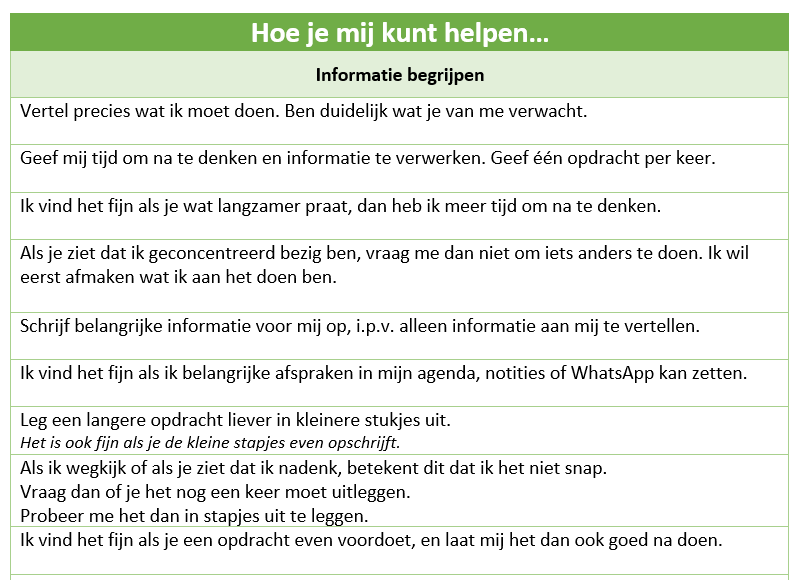 Hoe je mij kunt helpen...
Informatie begrijpen
Vertel precies wat ik moet doen. Ben duidelijk wat je van me verwacht.
Geef mij tijd om na te denken en informatie te verwerken. Geef één opdracht per keer.
Ik vind het fijn als je wat langzamer praat, dan heb ik meer tijd om na te denken.
Als je ziet dat ik geconcentreerd bezig ben, vraag me dan niet om iets anders te doen. Ik wil
eerst afmaken wat ik aan het doen ben.
Schrijf belangrijke informatie voor mij op, i.p.v. alleen informatie aan mij te vertellen.
Ik vind het fijn als ik belangrijke afspraken in mijn agenda, notities of WhatsApp kan zetten.
Leg een langere opdracht liever in kleinere stukjes uit.
Het is ook fijn als je de kleine stapjes even opschrijft.
Als ik wegkijk of als je ziet dat ik nadenk, betekent dit dat ik het niet snap.
Vraag dan of je het nog een keer moet uitleggen.
Probeer me het dan in stapjes uit te leggen.
Ik vind het fijn als je een opdracht even voordoet, en laat mij het dan ook goed na doen.